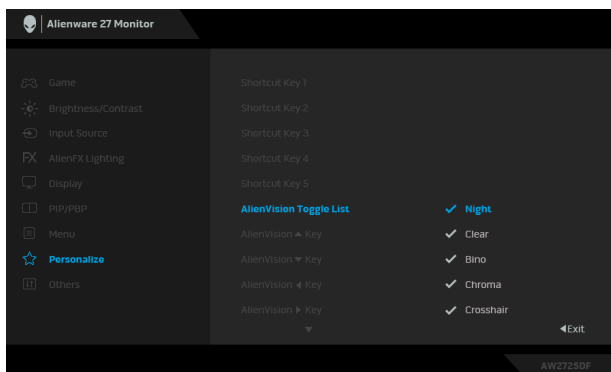 Alienware 27 Monitor
Game
Brightness/Contrast
Input Source
AlienFX Lighting
Display
PIP/PBP
Menu
Personalize
Others
Shortcut Key 1
Shortcut Key 2
Shortcut Key 3
Shortcut Key 4
Shortcut Key 5
AlienVision Toggle List
AlienVision ▲ Key
AlienVision ▼ Key
AlienVision ◀ Key
AlienVision ▶ Key
✓ Night
✓ Clear
✓ Bino
✓ Chroma
✓ Crosshair
◀Exit
AW2725DF